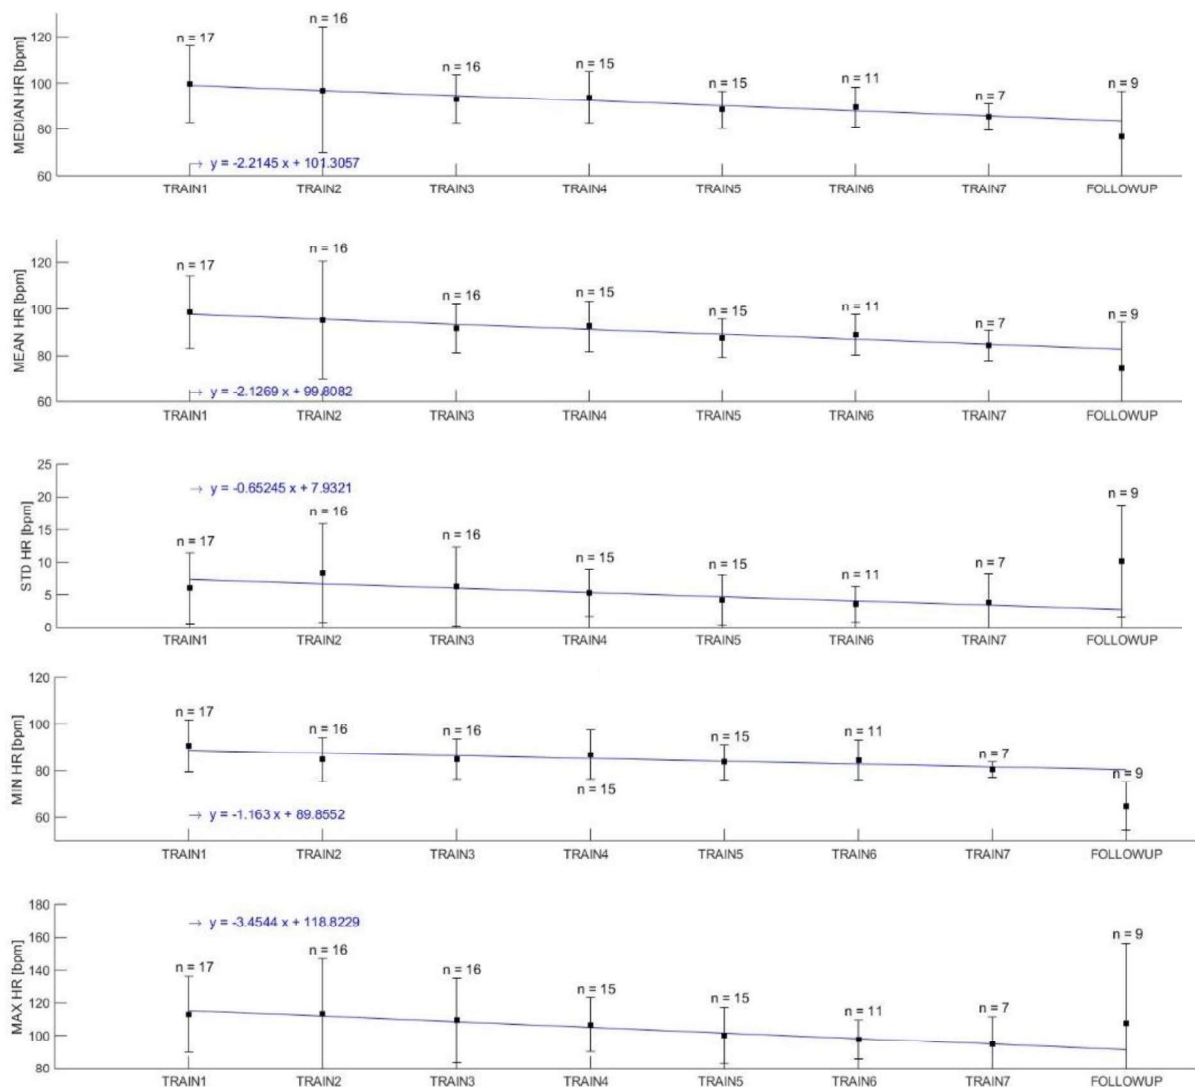 MEDIAN HR [bpm]
120
100
80
60
n = 17
n = 16
n = 16
n = 15
n = 15
n = 11
n = 7
n = 9
→ y = -2.2145 x + 101.3057
TRAIN1 TRAIN2 TRAIN3 TRAIN4 TRAIN5 TRAIN6 TRAIN7 FOLLOWUP
MEAN HR [bpm]
120
100
80
60
n = 17
n = 16
n = 16
n = 15
n = 15
n = 11
n = 7
n = 9
→ y = -2.1269 x + 99.8082
TRAIN1 TRAIN2 TRAIN3 TRAIN4 TRAIN5 TRAIN6 TRAIN7 FOLLOWUP
STD HR [bpm]
25
20
15
10
5
0
→ y = -0.65245 x + 7.9321
n = 17
n = 16
n = 16
n = 15
n = 15
n = 11
n = 7
n = 9
TRAIN1 TRAIN2 TRAIN3 TRAIN4 TRAIN5 TRAIN6 TRAIN7 FOLLOWUP
MIN HR [bpm]
120
100
80
60
n = 17
n = 16
n = 16
n = 15
n = 15
n = 11
n = 7
n = 9
→ y = -1.163 x + 89.8552
TRAIN1 TRAIN2 TRAIN3 TRAIN4 TRAIN5 TRAIN6 TRAIN7 FOLLOWUP
MAX HR [bpm]
180
160
140
120
100
80
→ y = -3.4544 x + 118.8229
n = 17
n = 16
n = 16
n = 15
n = 15
n = 11
n = 7
n = 9
TRAIN1 TRAIN2 TRAIN3 TRAIN4 TRAIN5 TRAIN6 TRAIN7 FOLLOWUP